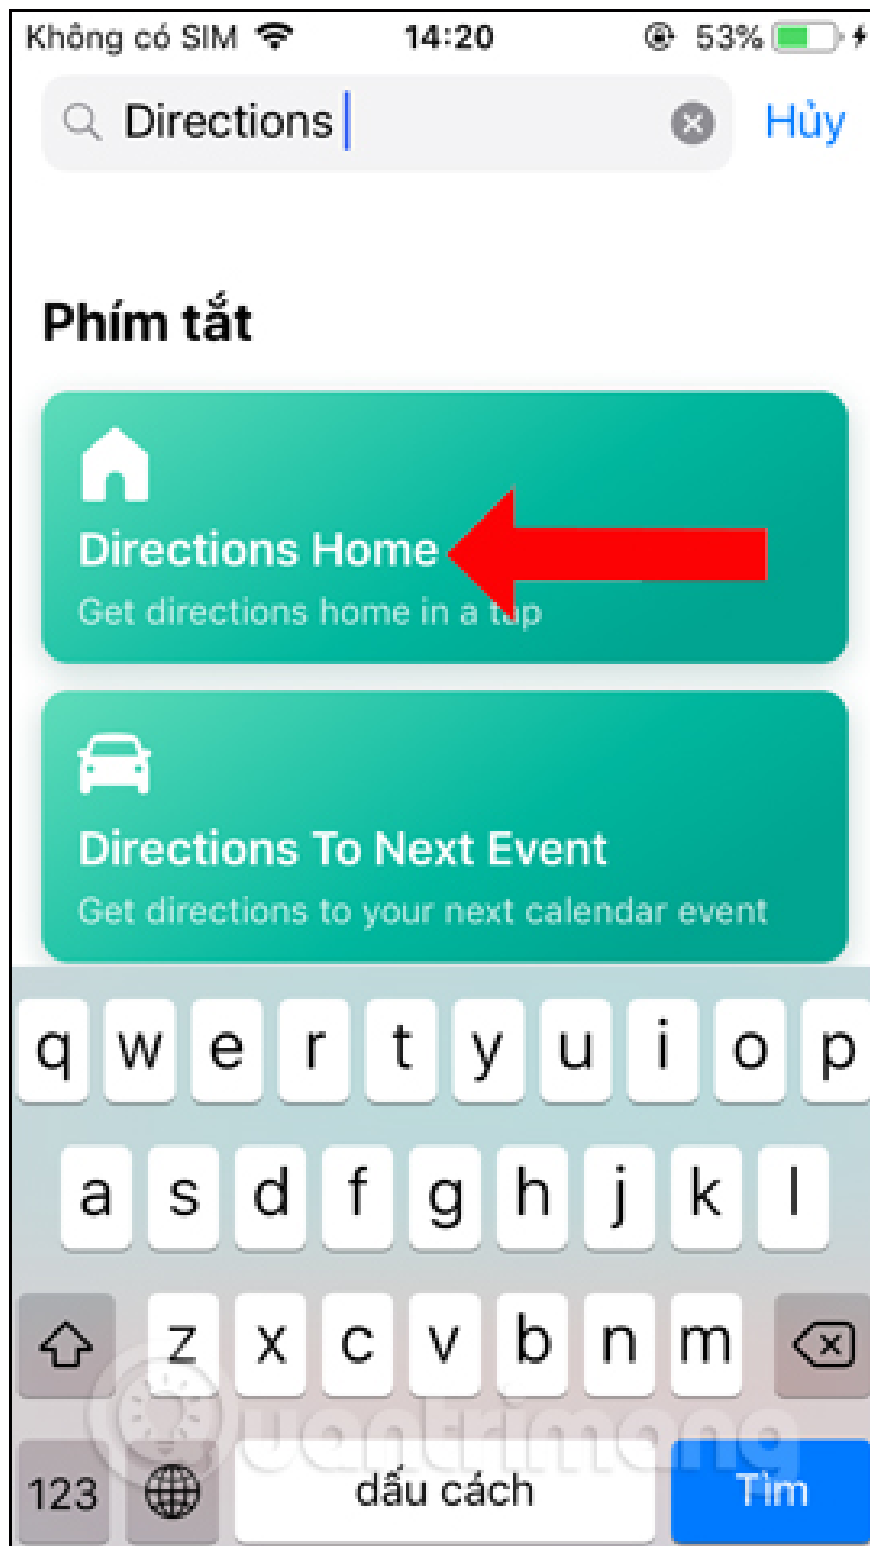 Không có SIM 14:20 53%
Directions Hủy
Phím tắt
Directions Home
Get directions home in a tap
Directions To Next Event
Get directions to your next calendar event
q w e r t y u i o p
a s d f g h j k l
z x c v b n m
Quantrimang
123 dấu cách Tìm